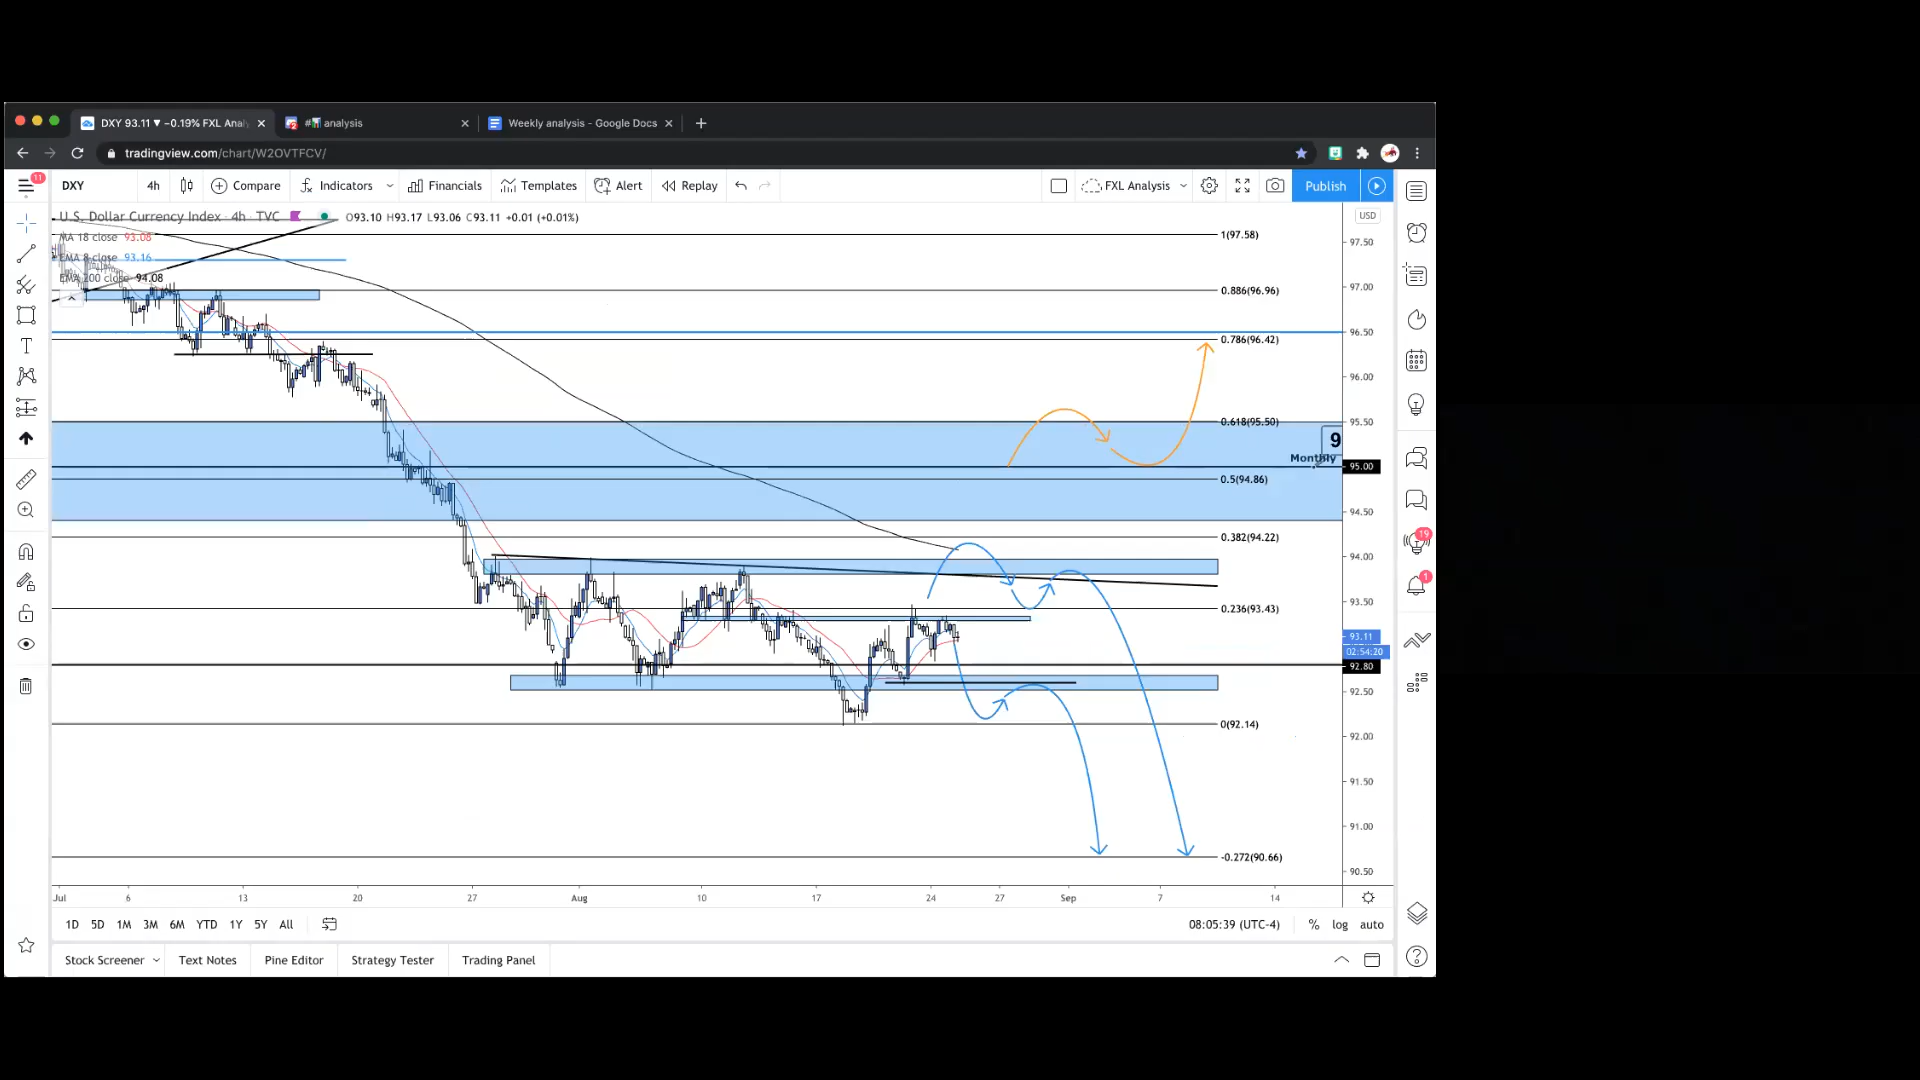 DXY 93.11 ▼ −0.19% FXL Anal
#📊 analysis
Weekly analysis - Google Docs
tradingview.com/chart/W2OVTFCV/
11
DXY
4h
Compare
Indicators
Financials
Templates
Alert
Replay
FXL Analysis
Publish
U.S. Dollar Currency Index · 4h · TVC
O93.10 H93.17 L93.06 C93.11 +0.01 (+0.01%)
USD
MA 18 close 93.08
EMA 8 close 93.16
EMA 200 close 94.08
1(97.58)
0.886(96.96)
0.786(96.42)
0.618(95.50)
9
Monthly
0.5(94.86)
0.382(94.22)
0.236(93.43)
0(92.14)
-0.272(90.66)
97.50
97.00
96.50
96.00
95.50
95.00
94.50
94.00
93.50
93.11
02:54:20
92.80
92.50
92.00
91.50
91.00
90.50
19
1
Jul 6 13 20 27 Aug 10 17 24 27 Sep 7 14
1D 5D 1M 3M 6M YTD 1Y 5Y All
08:05:39 (UTC-4) % log auto
Stock Screener Text Notes Pine Editor Strategy Tester Trading Panel